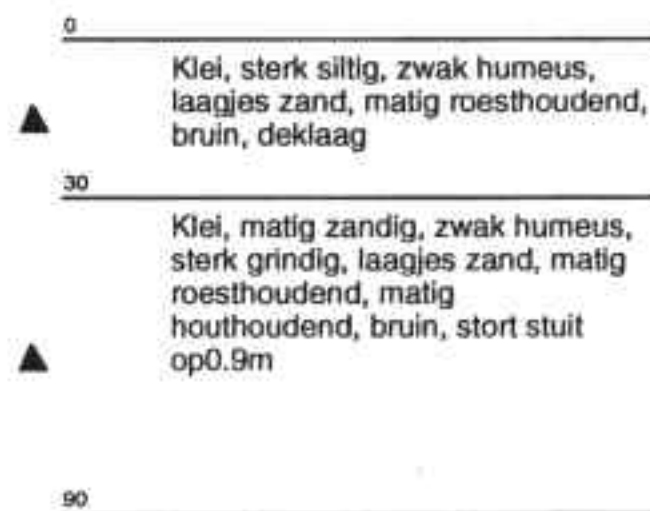 0
Klei, sterk siltig, zwak humeus,
laagjes zand, matig roesthoudend,
bruin, deklaag
30
Klei, matig zandig, zwak humeus,
sterk grindig, laagjes zand, matig
roesthoudend, matig
houthoudend, bruin, stort stuit
op0.9m
90